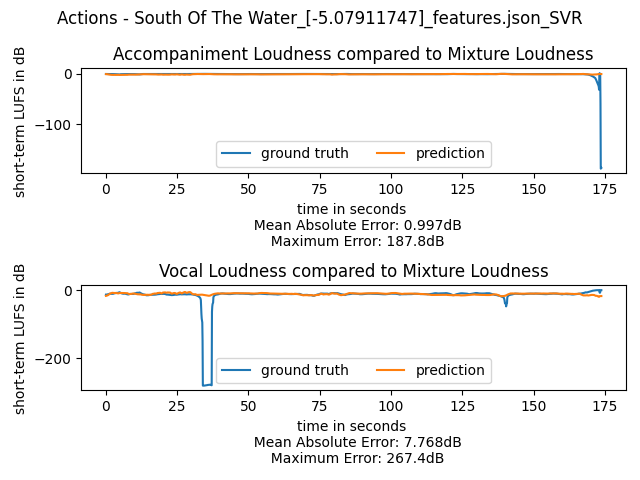 Actions - South Of The Water_[-5.07911747]_features.json_SVR
Accompaniment Loudness compared to Mixture Loudness
short-term LUFS in dB
0
−100
ground truth
prediction
0 25 50 75 100 125 150 175
time in seconds
Mean Absolute Error: 0.997dB
Maximum Error: 187.8dB
Vocal Loudness compared to Mixture Loudness
short-term LUFS in dB
0
−200
ground truth
prediction
0 25 50 75 100 125 150 175
time in seconds
Mean Absolute Error: 7.768dB
Maximum Error: 267.4dB